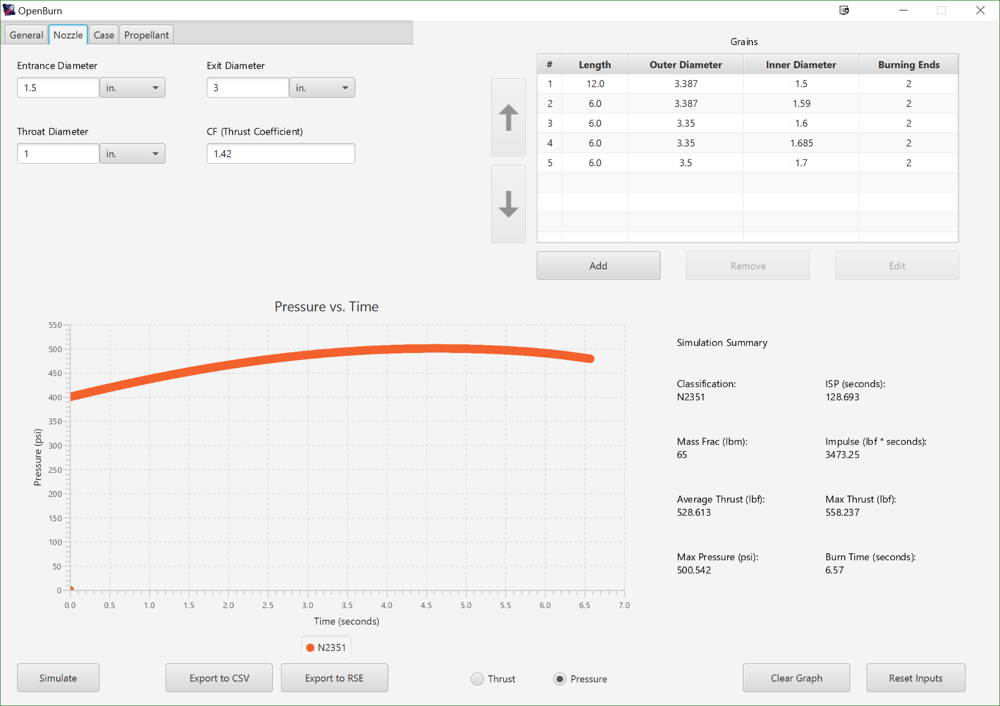 OpenBurn
General Nozzle Case Propellant
Entrance Diameter Exit Diameter
1.5 in. 3 in.
Throat Diameter CF (Thrust Coefficient)
1 in. 1.42
Grains
# Length Outer Diameter Inner Diameter Burning Ends
1 12.0 3.387 1.5 2
2 6.0 3.387 1.59 2
3 6.0 3.35 1.6 2
4 6.0 3.35 1.685 2
5 6.0 3.5 1.7 2
Add Remove Edit
Pressure vs. Time
550
500
450
400
350
300
250
200
150
100
50
0
Pressure (psi)
0.0 0.5 1.0 1.5 2.0 2.5 3.0 3.5 4.0 4.5 5.0 5.5 6.0 6.5 7.0
Time (seconds)
N2351
Simulation Summary
Classification: ISP (seconds):
N2351 128.693
Mass Frac (lbm): Impulse (lbf * seconds):
65 3473.25
Average Thrust (lbf): Max Thrust (lbf):
528.613 558.237
Max Pressure (psi): Burn Time (seconds):
500.542 6.57
Simulate Export to CSV Export to RSE Thrust Pressure Clear Graph Reset Inputs